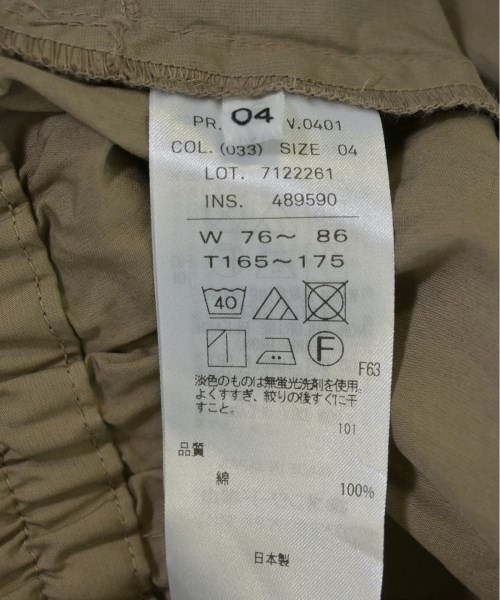 04
PR. V.0401
COL. (033) SIZE 04
LOT. 7122261
INS. 489590
W 76～ 86
T165～175
40
F
F63
淡色のものは無蛍光洗剤を使用。
よくすすぎ、絞りの後すぐに干
すこと。
101
品質
綿 100%
日本製